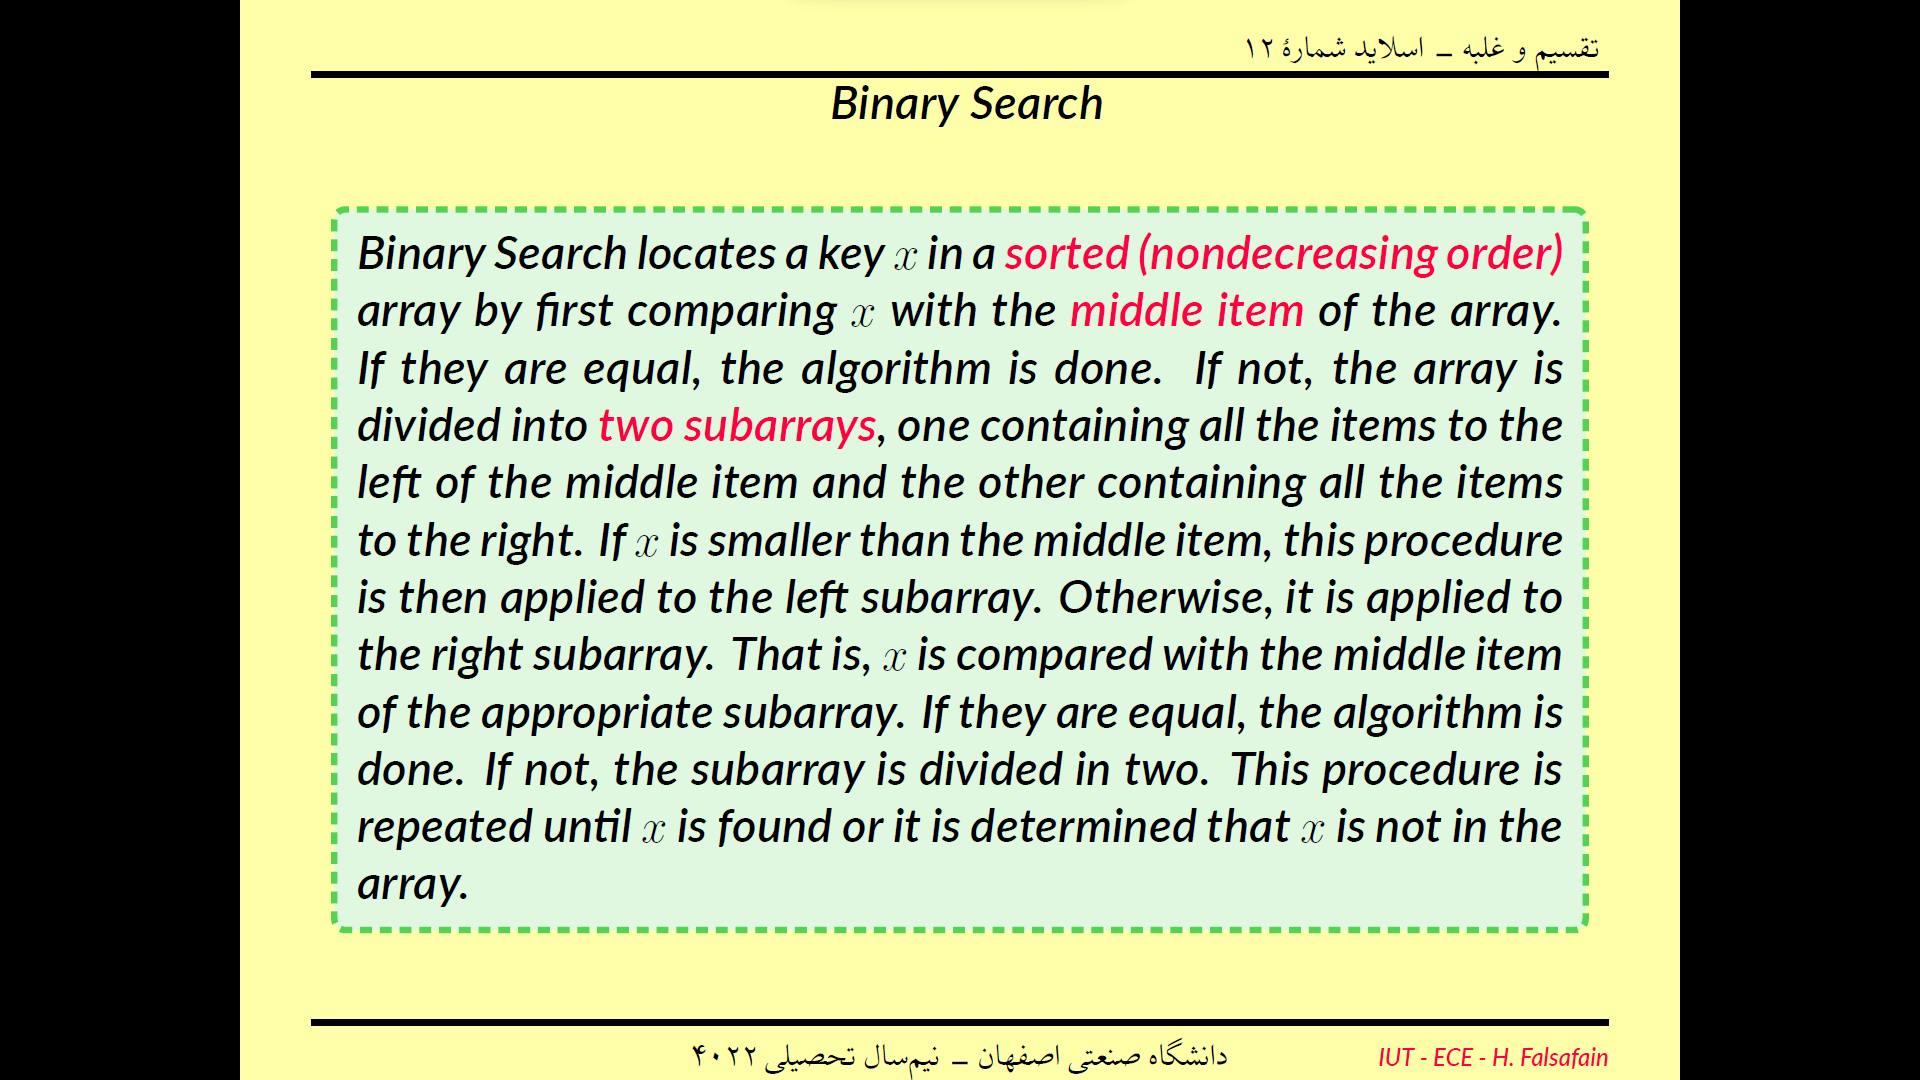 تقسیم و غلبه – اسلاید شمارهٔ ۱۲
Binary Search
Binary Search locates a key x in a sorted (nondecreasing order)
array by first comparing x with the middle item of the array.
If they are equal, the algorithm is done. If not, the array is
divided into two subarrays, one containing all the items to the
left of the middle item and the other containing all the items
to the right. If x is smaller than the middle item, this procedure
is then applied to the left subarray. Otherwise, it is applied to
the right subarray. That is, x is compared with the middle item
of the appropriate subarray. If they are equal, the algorithm is
done. If not, the subarray is divided in two. This procedure is
repeated until x is found or it is determined that x is not in the
array.
دانشگاه صنعتی اصفهان – نیم‌سال تحصیلی ۴۰۲۲
IUT - ECE - H. Falsafain